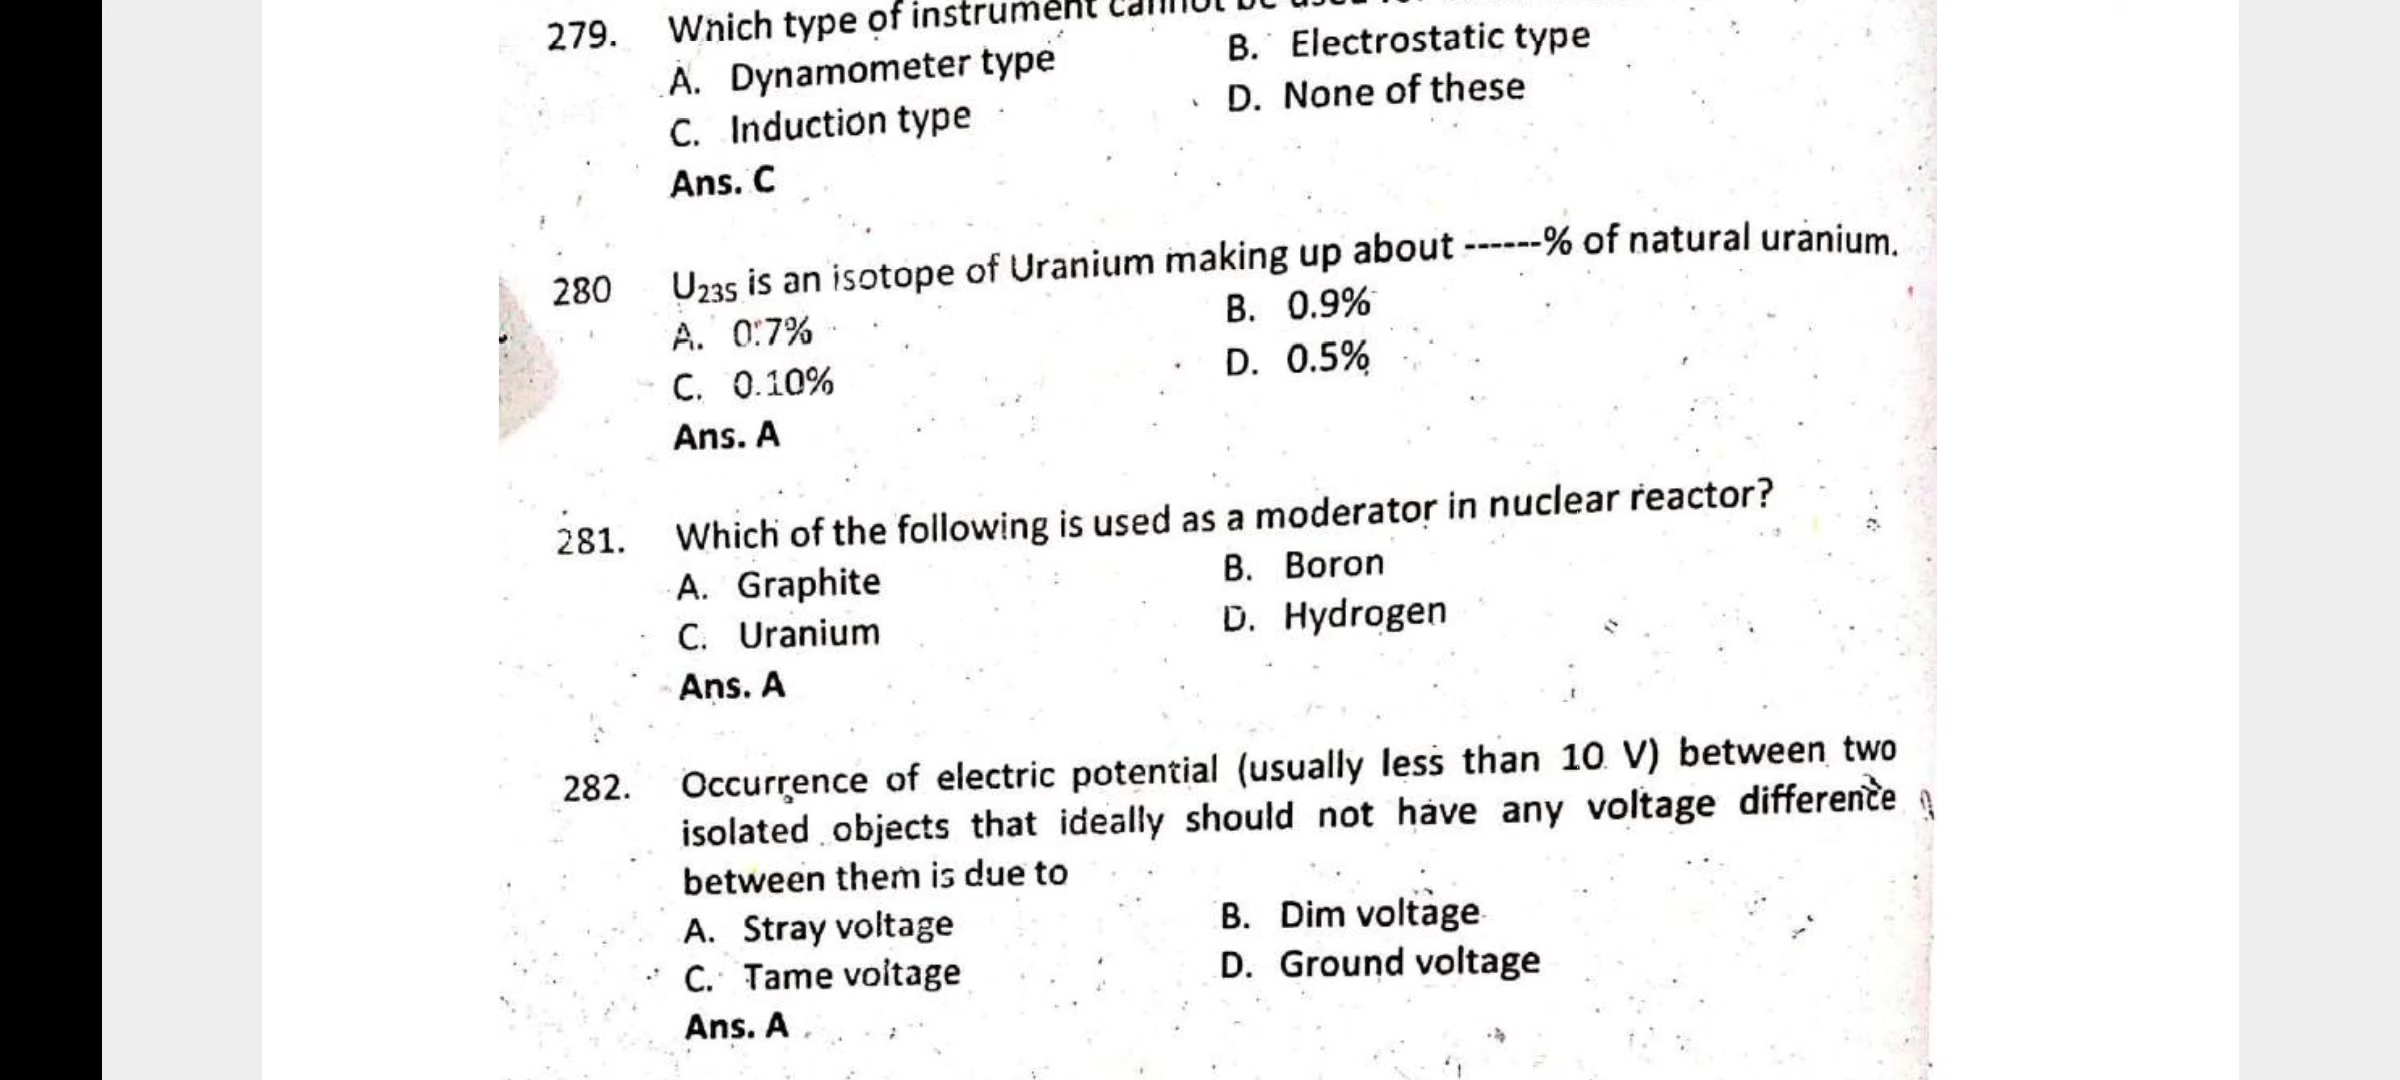 279. Which type of instrument cannot be used
A. Dynamometer type B. Electrostatic type
C. Induction type D. None of these
Ans. C
280 U235 is an isotope of Uranium making up about ------% of natural uranium.
A. 0.7% B. 0.9%
C. 0.10% D. 0.5%
Ans. A
281. Which of the following is used as a moderator in nuclear reactor?
A. Graphite B. Boron
C. Uranium D. Hydrogen
Ans. A
282. Occurrence of electric potential (usually less than 10 V) between two
isolated objects that ideally should not have any voltage difference
between them is due to
A. Stray voltage B. Dim voltage
C. Tame voltage D. Ground voltage
Ans. A